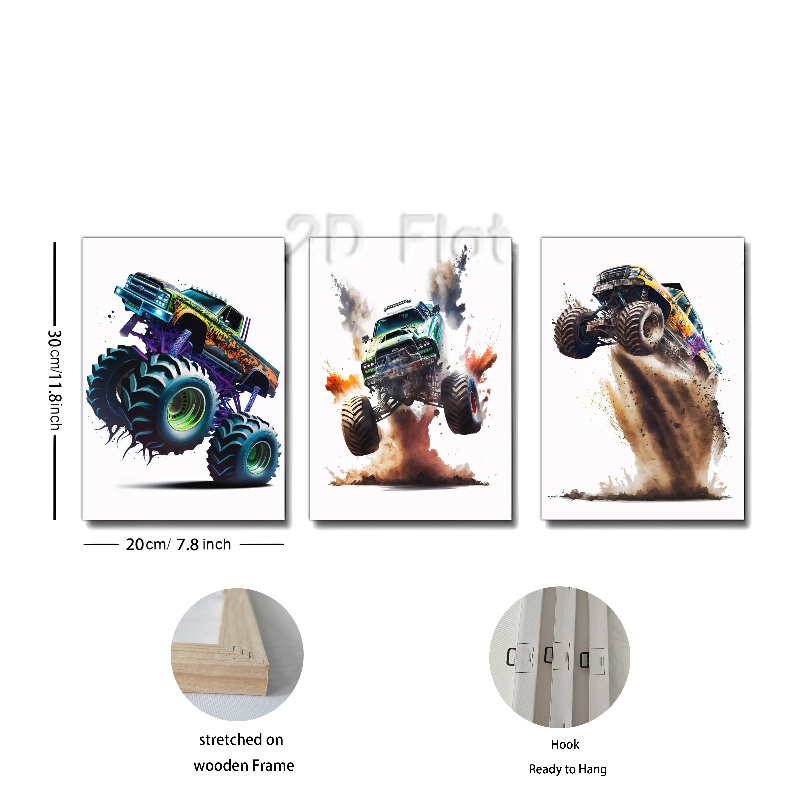 2D Flat
30cm/11.8inch
20cm/ 7.8 inch
stretched on
wooden Frame
Hook
Ready to Hang